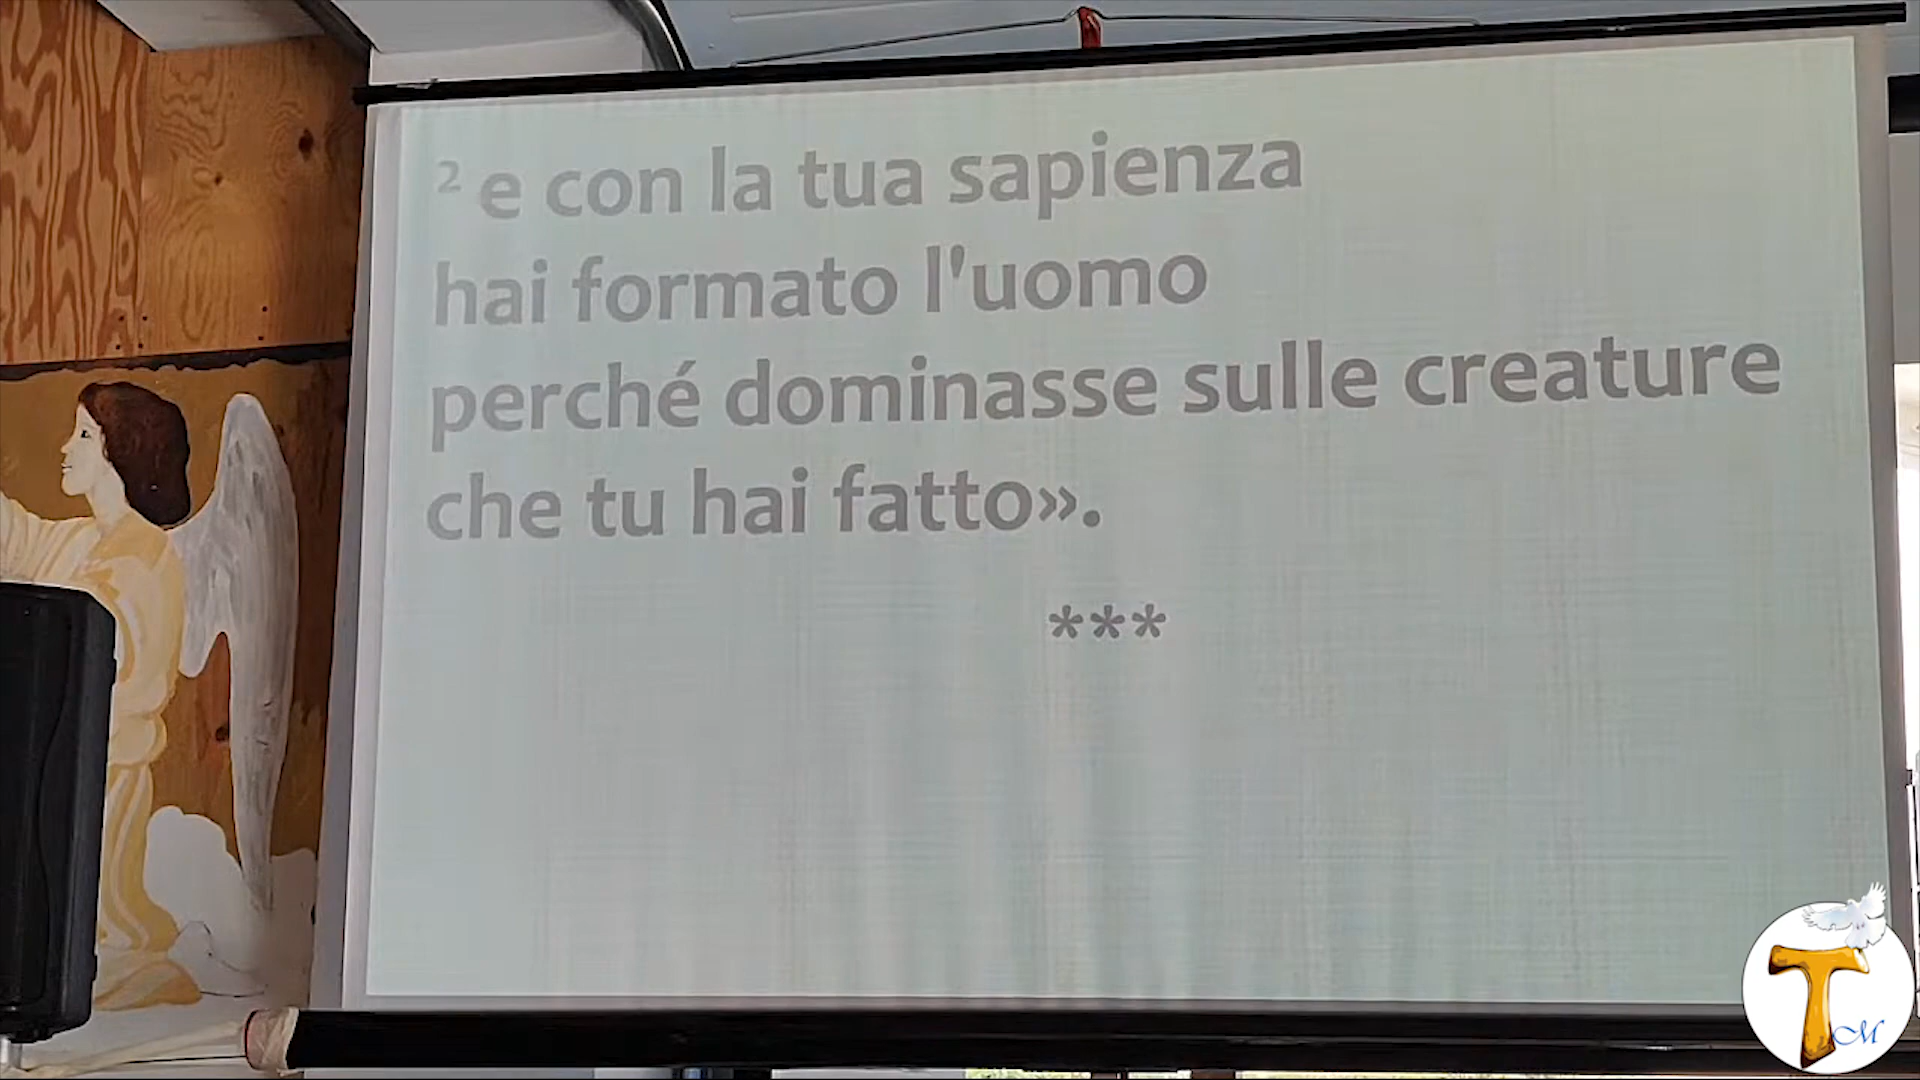 ² e con la tua sapienza
hai formato l'uomo
perché dominasse sulle creature
che tu hai fatto».
***
M